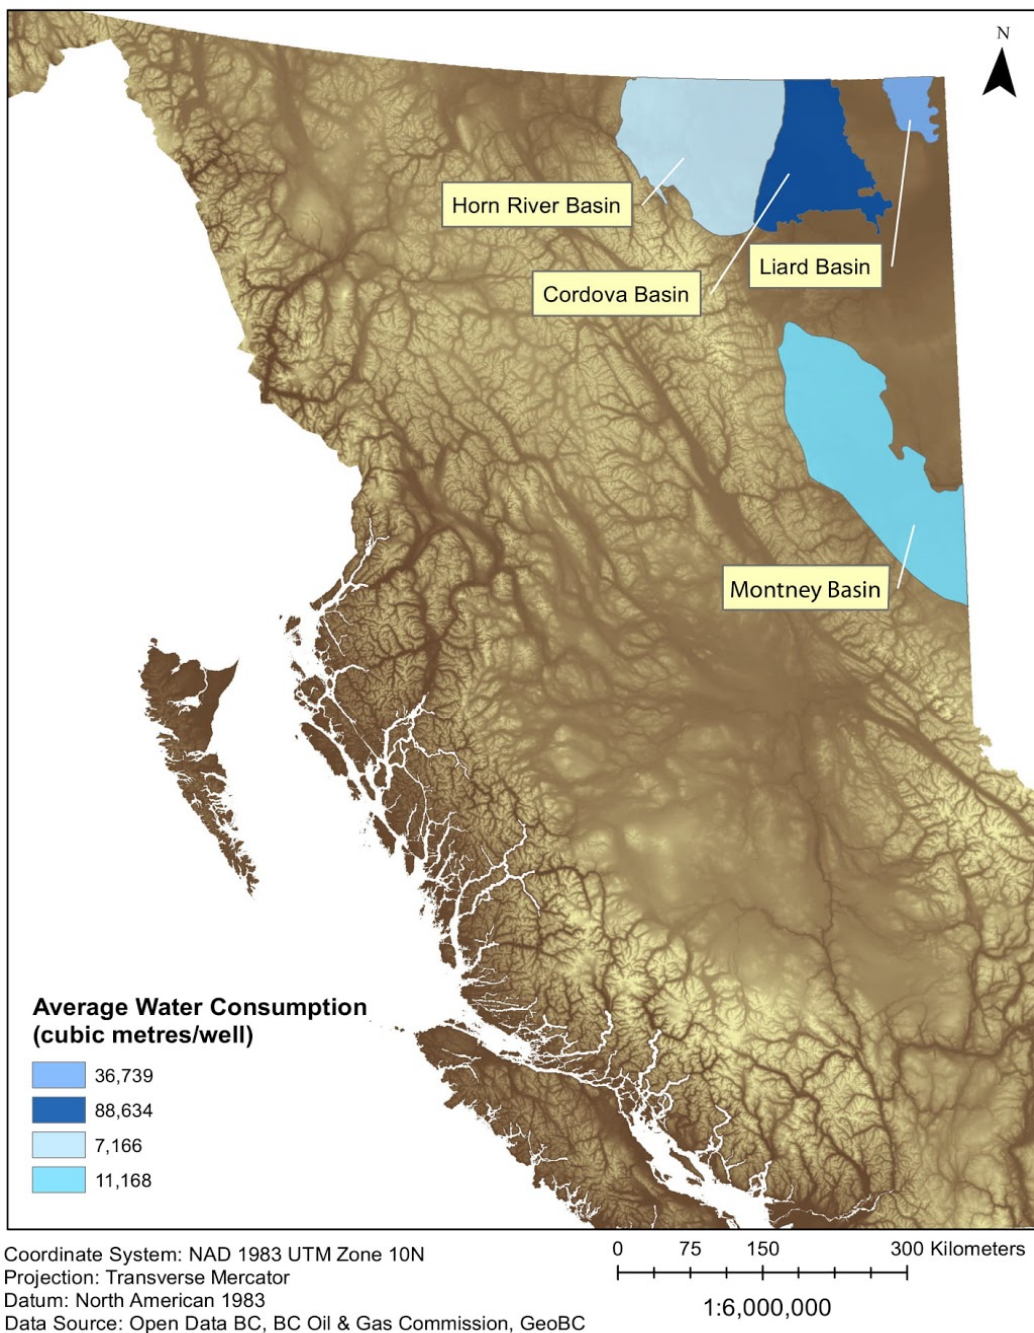 N
Horn River Basin
Cordova Basin
Liard Basin
Montney Basin
Average Water Consumption
(cubic metres/well)
36,739
88,634
7,166
11,168
Coordinate System: NAD 1983 UTM Zone 10N
Projection: Transverse Mercator
Datum: North American 1983
Data Source: Open Data BC, BC Oil & Gas Commission, GeoBC
0 75 150 300 Kilometers
1:6,000,000